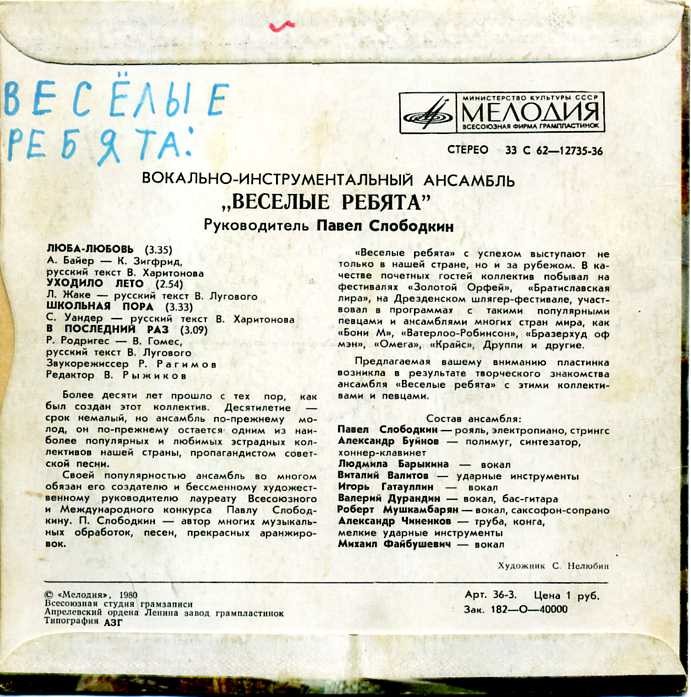 ВЕСЁЛЫЕ
РЕБЯТА:
МИНИСТЕРСТВО КУЛЬТУРЫ СССР
МЕЛОДИЯ
ВСЕСОЮЗНАЯ ФИРМА ГРАМПЛАСТИНОК
СТЕРЕО 33 С 62—12735-36
ВОКАЛЬНО-ИНСТРУМЕНТАЛЬНЫЙ АНСАМБЛЬ
„ВЕСЕЛЫЕ РЕБЯТА"
Руководитель Павел Слободкин
ЛЮБА-ЛЮБОВЬ (3.35)
А. Байер — К. Зигфрид,
русский текст В. Харитонова
УХОДИЛО ЛЕТО (2.54)
Л. Жаке — русский текст В. Лугового
ШКОЛЬНАЯ ПОРА (3.33)
С. Уандер — русский текст В. Харитонова
В ПОСЛЕДНИЙ РАЗ (3.09)
Р. Родригес — В. Гомес,
русский текст В. Лугового
Звукорежиссер Р. Рагимов
Редактор В. Рыжиков
Более десяти лет прошло с тех пор, как
был создан этот коллектив. Десятилетие —
срок немалый, но ансамбль по-прежнему мо-
лод, он по-прежнему остается одним из наи-
более популярных и любимых эстрадных кол-
лективов нашей страны, пропагандистом совет-
ской песни.
Своей популярностью ансамбль во многом
обязан его создателю и бессменному художест-
венному руководителю лауреату Всесоюзного
и Международного конкурса Павлу Слобод-
кину. П. Слободкин — автор многих музыкаль-
ных обработок, песен, прекрасных аранжиро-
вок.
«Веселые ребята» с успехом выступают не
только в нашей стране, но и за рубежом. В ка-
честве почетных гостей коллектив побывал на
фестивалях «Золотой Орфей», «Братиславская
лира», на Дрезденском шлягер-фестивале, участ-
вовал в программах с такими популярными
певцами и ансамблями многих стран мира, как
«Бони М», «Ватерлоо-Робинсон», «Бразерхуд оф
мэн», «Омега», «Крайс», Друппи и другие.
Предлагаемая вашему вниманию пластинка
возникла в результате творческого знакомства
ансамбля «Веселые ребята» с этими коллекти-
вами и певцами.
Состав ансамбля:
Павел Слободкин — рояль, электропиано, стрингс
Александр Буйнов — полимуг, синтезатор,
хоннер-клавинет
Людмила Барыкина — вокал
Виталий Валитов — ударные инструменты
Игорь Гатауллин — вокал
Валерий Дурандин — вокал, бас-гитара
Роберт Мушкамбарян — вокал, саксофон-сопрано
Александр Чиненков — труба, конга,
мелкие ударные инструменты
Михаил Файбушевич — вокал
Художник С. Нелюбин
© «Мелодия», 1980
Всесоюзная студия грамзаписи
Апрелевский ордена Ленина завод грампластинок
Типография АЗГ
Арт. 36-3. Цена 1 руб.
Зак. 182—О—40000